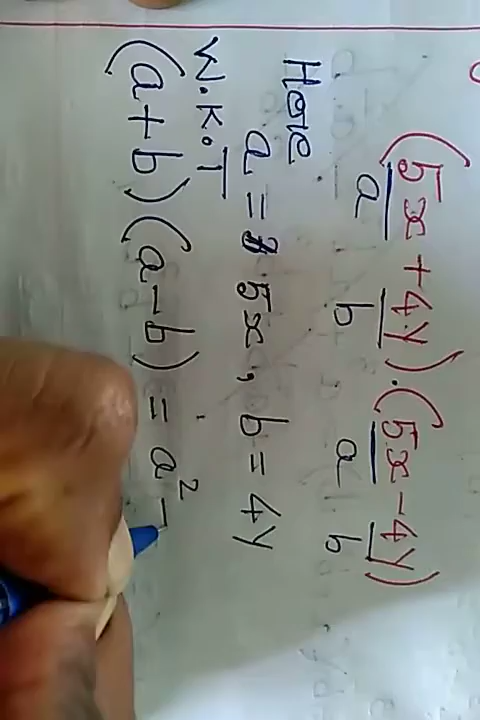 (5x+4y).(5x-4y)
a b a b
Here
a = 5x, b = 4y
W.K.T
(a+b)(a-b) = a²-